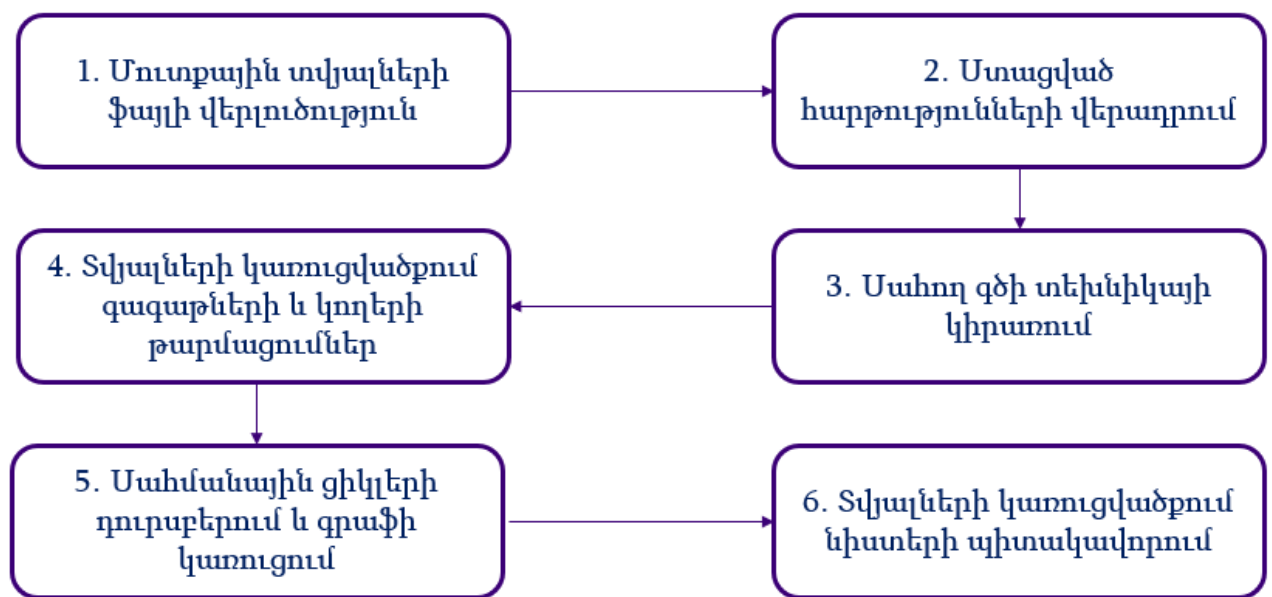 1. Մուտքային տվյալների
ֆայլի վերլուծություն
2. Ստացված
հարթությունների վերադրում
3. Սահող գծի տեխնիկայի
կիրառում
4. Տվյալների կառուցվածքում
գագաթների և կողերի
թարմացումներ
5. Սահմանային ցիկլերի
դուրսբերում և գրաֆի
կառուցում
6. Տվյալների կառուցվածքում
նիստերի պիտակավորում